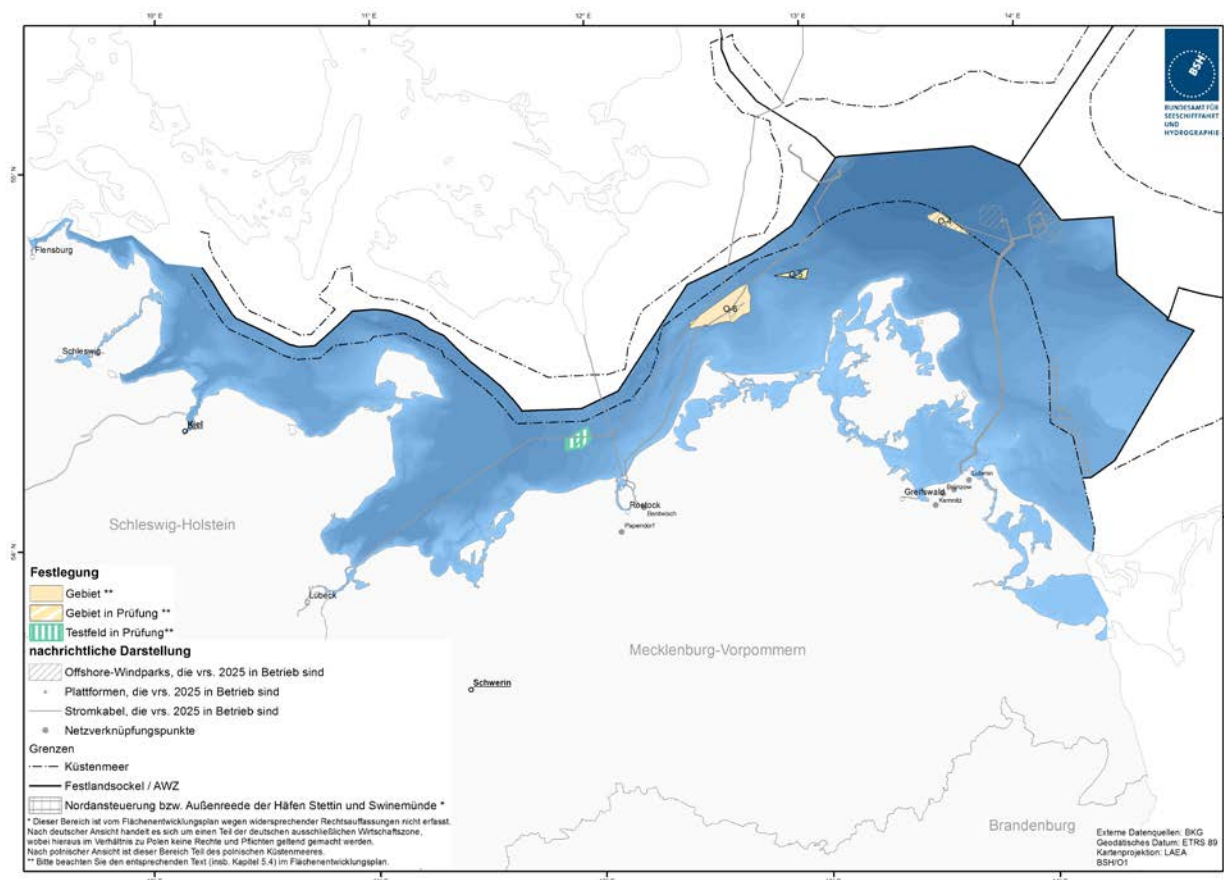 10° E
11° E
12° E
13° E
14° E
BSH
BUNDESAMT FÜR
SEESCHIFFFAHRT
UND
HYDROGRAPHIE
55° N
Flensburg
O-4
O-5
O-6
Schleswig
Kiel
Lubmin
Brünzow
Greifswald
Kemnitz
Rostock
Bentwisch
Papendorf
Schleswig-Holstein
54° N
Lübeck
Mecklenburg-Vorpommern
Schwerin
Brandenburg
Festlegung
Gebiet **
Gebiet in Prüfung **
Testfeld in Prüfung**
nachrichtliche Darstellung
Offshore-Windparks, die vrs. 2025 in Betrieb sind
Plattformen, die vrs. 2025 in Betrieb sind
Stromkabel, die vrs. 2025 in Betrieb sind
Netzverknüpfungspunkte
Grenzen
Küstenmeer
Festlandsockel / AWZ
Nordansteuerung bzw. Außenreede der Häfen Stettin und Swinemünde *
* Dieser Bereich ist vom Flächenentwicklungsplan wegen widersprechender Rechtsauffassungen nicht erfasst.
Nach deutscher Ansicht handelt es sich um einen Teil der deutschen ausschließlichen Wirtschaftszone,
wobei hieraus im Verhältnis zu Polen keine Rechte und Pflichten geltend gemacht werden.
Nach polnischer Ansicht ist dieser Bereich Teil des polnischen Küstenmeeres.
** Bitte beachten Sie den entsprechenden Text (insb. Kapitel 5.4) im Flächenentwicklungsplan.
Externe Datenquellen: BKG
Geodätisches Datum: ETRS 89
Kartenprojektion: LAEA
BSH/O1